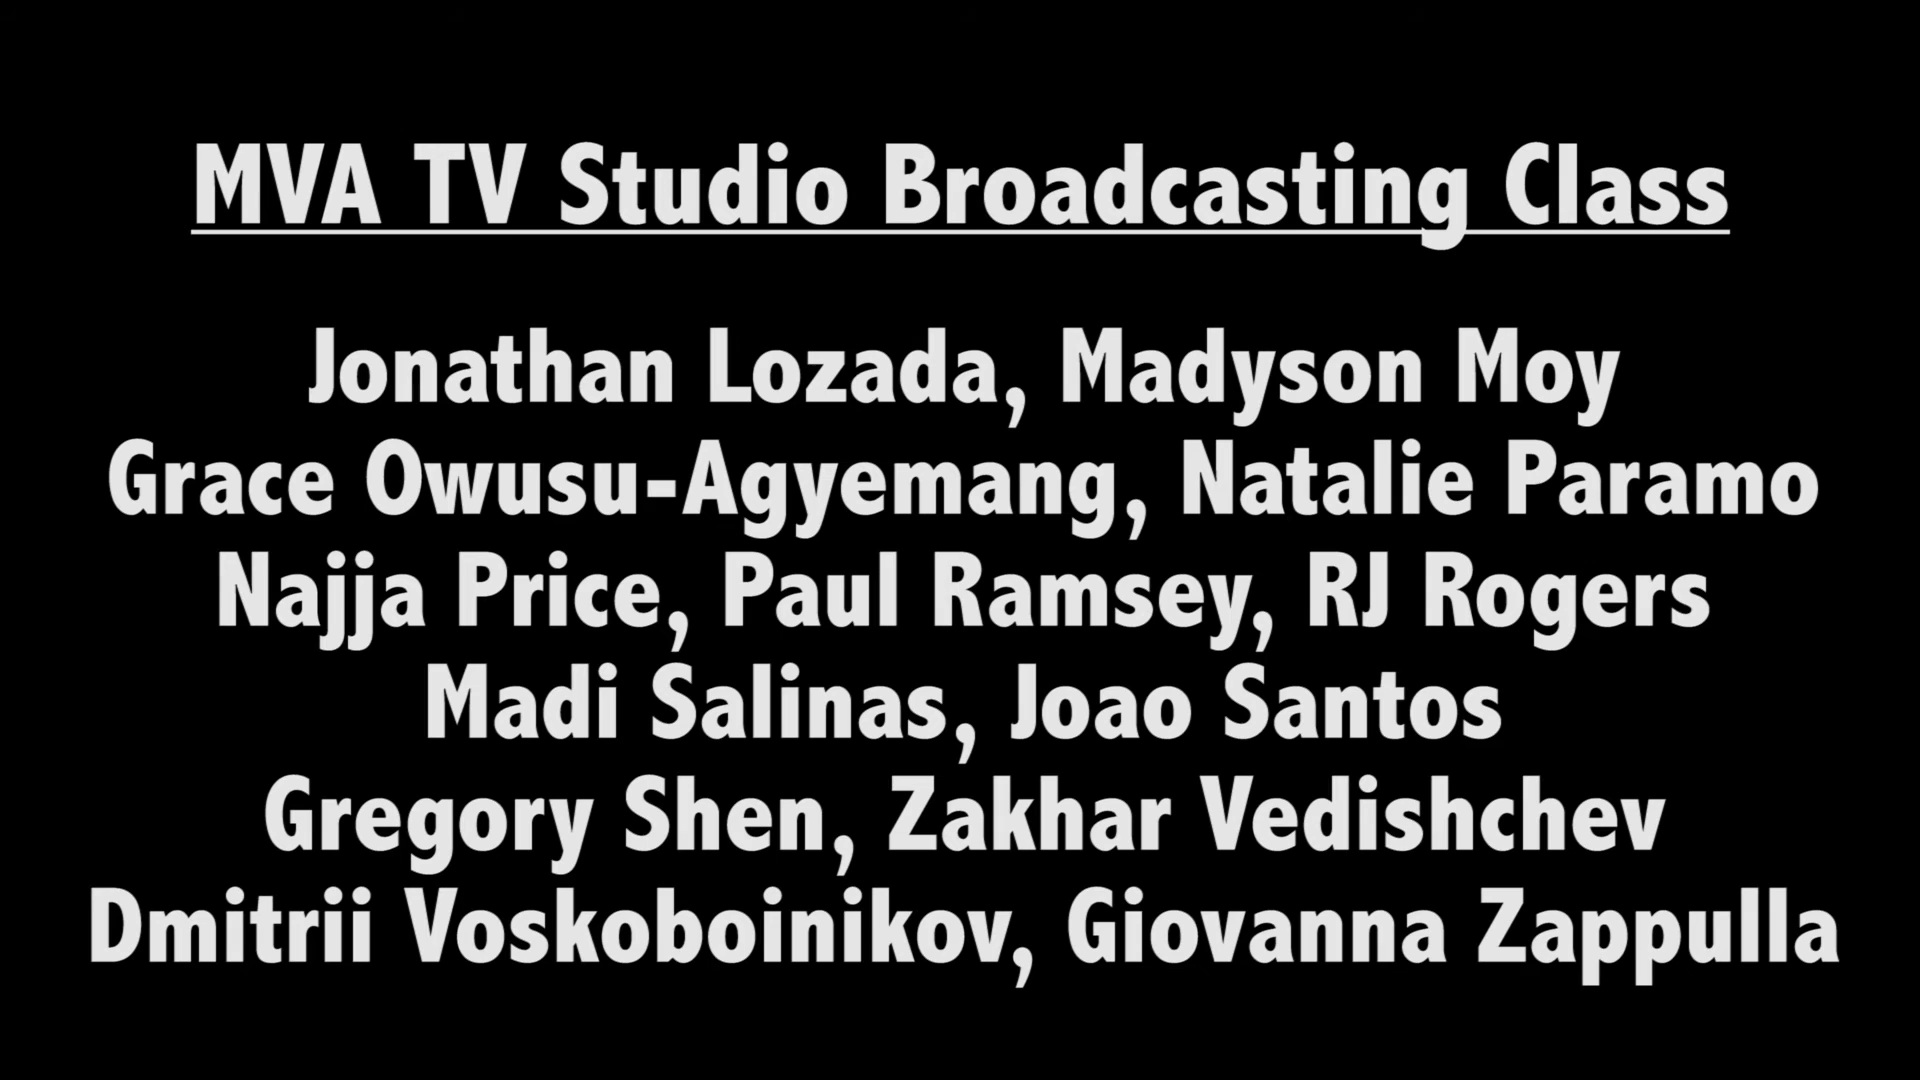 MVA TV Studio Broadcasting Class
Jonathan Lozada, Madyson Moy
Grace Owusu-Agyemang, Natalie Paramo
Najja Price, Paul Ramsey, RJ Rogers
Madi Salinas, Joao Santos
Gregory Shen, Zakhar Vedishchev
Dmitrii Voskoboinikov, Giovanna Zappulla